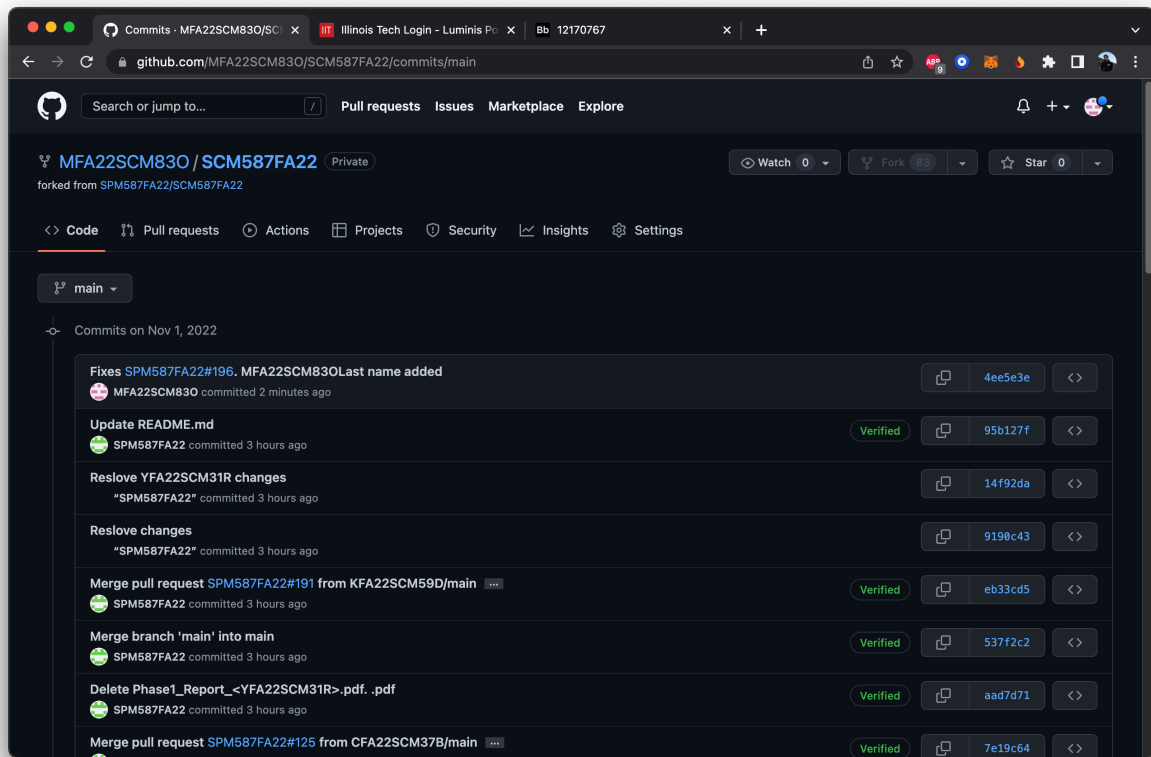 Commits · MFA22SCM83O/SC
Illinois Tech Login - Luminis Po
Bb 12170767
github.com/MFA22SCM83O/SCM587FA22/commits/main
ABP 9
Search or jump to... /
Pull requests Issues Marketplace Explore
MFA22SCM83O / SCM587FA22 Private
Watch 0 Fork 83 Star 0
forked from SPM587FA22/SCM587FA22
Code Pull requests Actions Projects Security Insights Settings
main
Commits on Nov 1, 2022
Fixes SPM587FA22#196. MFA22SCM83OLast name added
MFA22SCM83O committed 2 minutes ago
4ee5e3e
Update README.md
SPM587FA22 committed 3 hours ago
Verified 95b127f
Reslove YFA22SCM31R changes
“SPM587FA22” committed 3 hours ago
14f92da
Reslove changes
“SPM587FA22” committed 3 hours ago
9190c43
Merge pull request SPM587FA22#191 from KFA22SCM59D/main ...
SPM587FA22 committed 3 hours ago
Verified eb33cd5
Merge branch 'main' into main
SPM587FA22 committed 3 hours ago
Verified 537f2c2
Delete Phase1_Report_<YFA22SCM31R>.pdf. .pdf
SPM587FA22 committed 3 hours ago
Verified aad7d71
Merge pull request SPM587FA22#125 from CFA22SCM37B/main ...
Verified 7e19c64